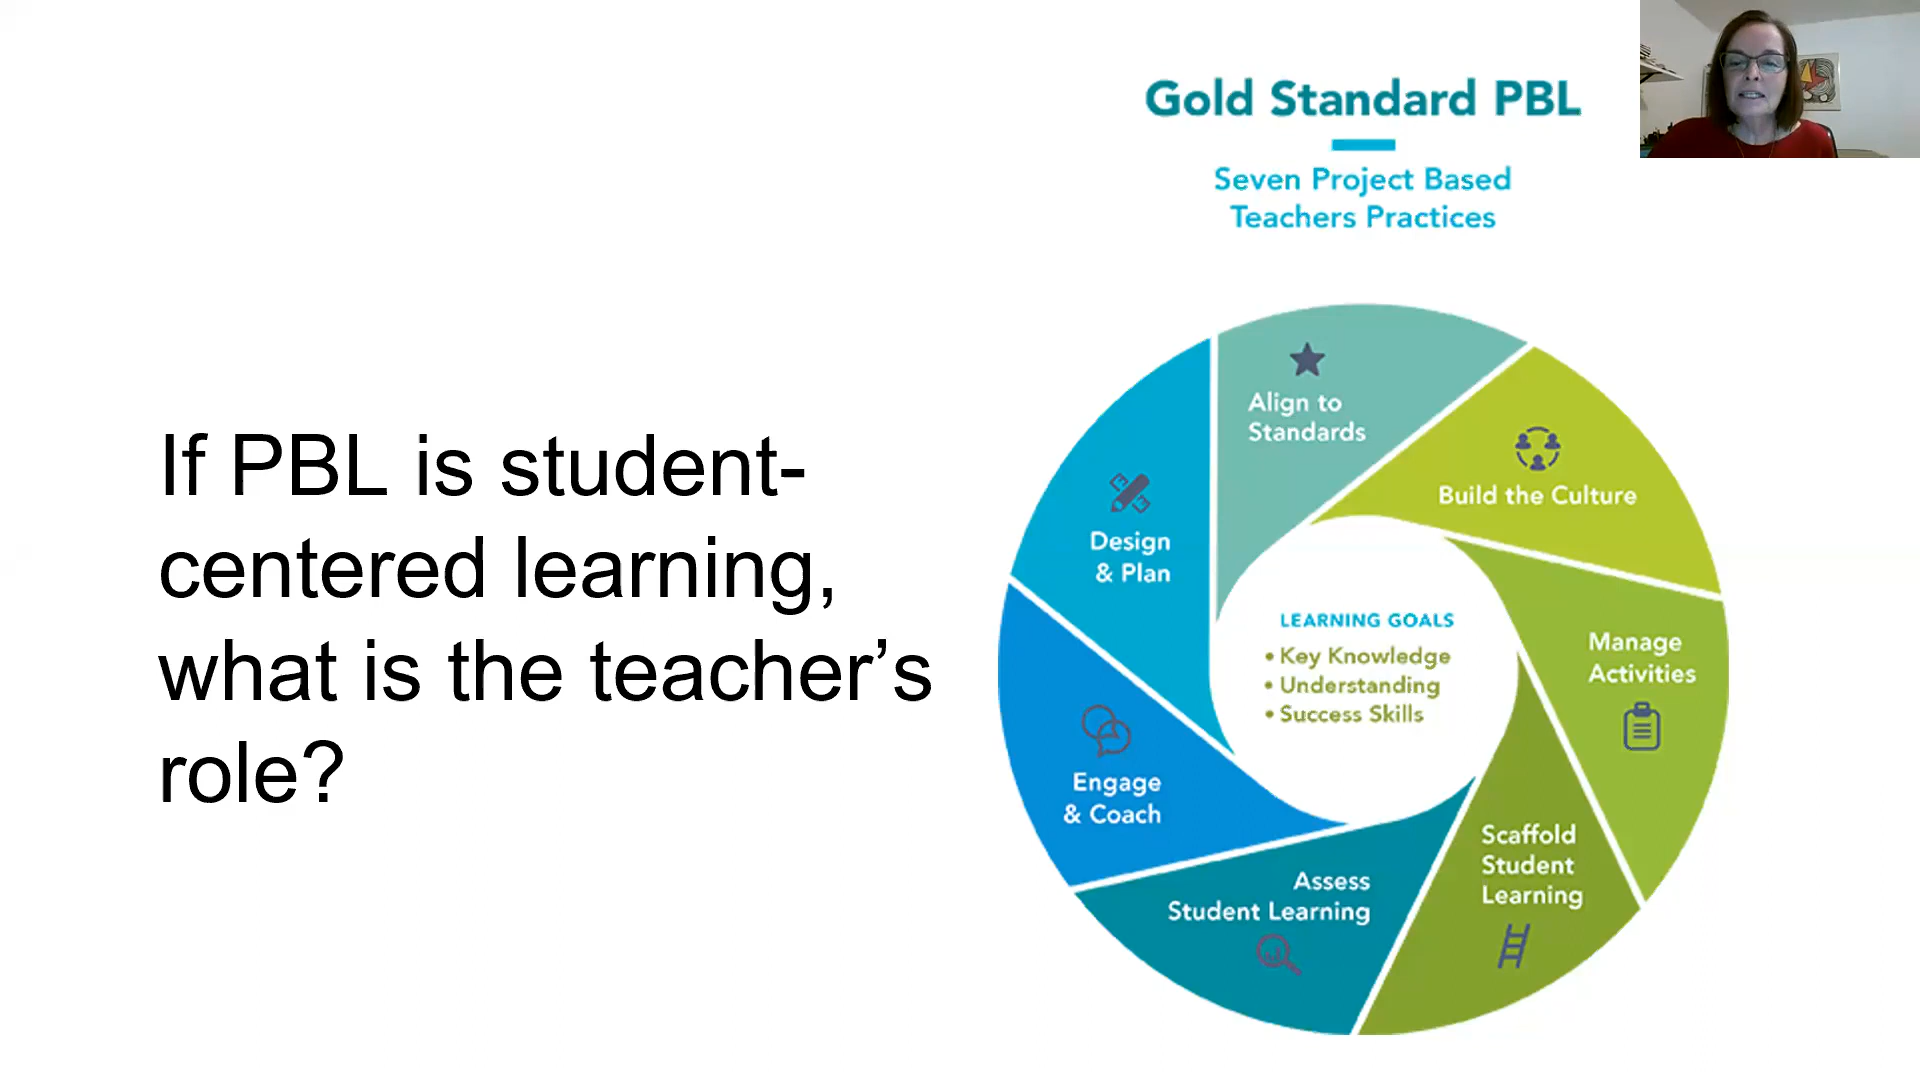 If PBL is student-
centered learning,
what is the teacher’s
role?
Gold Standard PBL
Seven Project Based
Teachers Practices
Align to
Standards
Build the Culture
Manage
Activities
Scaffold
Student
Learning
Assess
Student Learning
Engage
& Coach
Design
& Plan
LEARNING GOALS
• Key Knowledge
• Understanding
• Success Skills